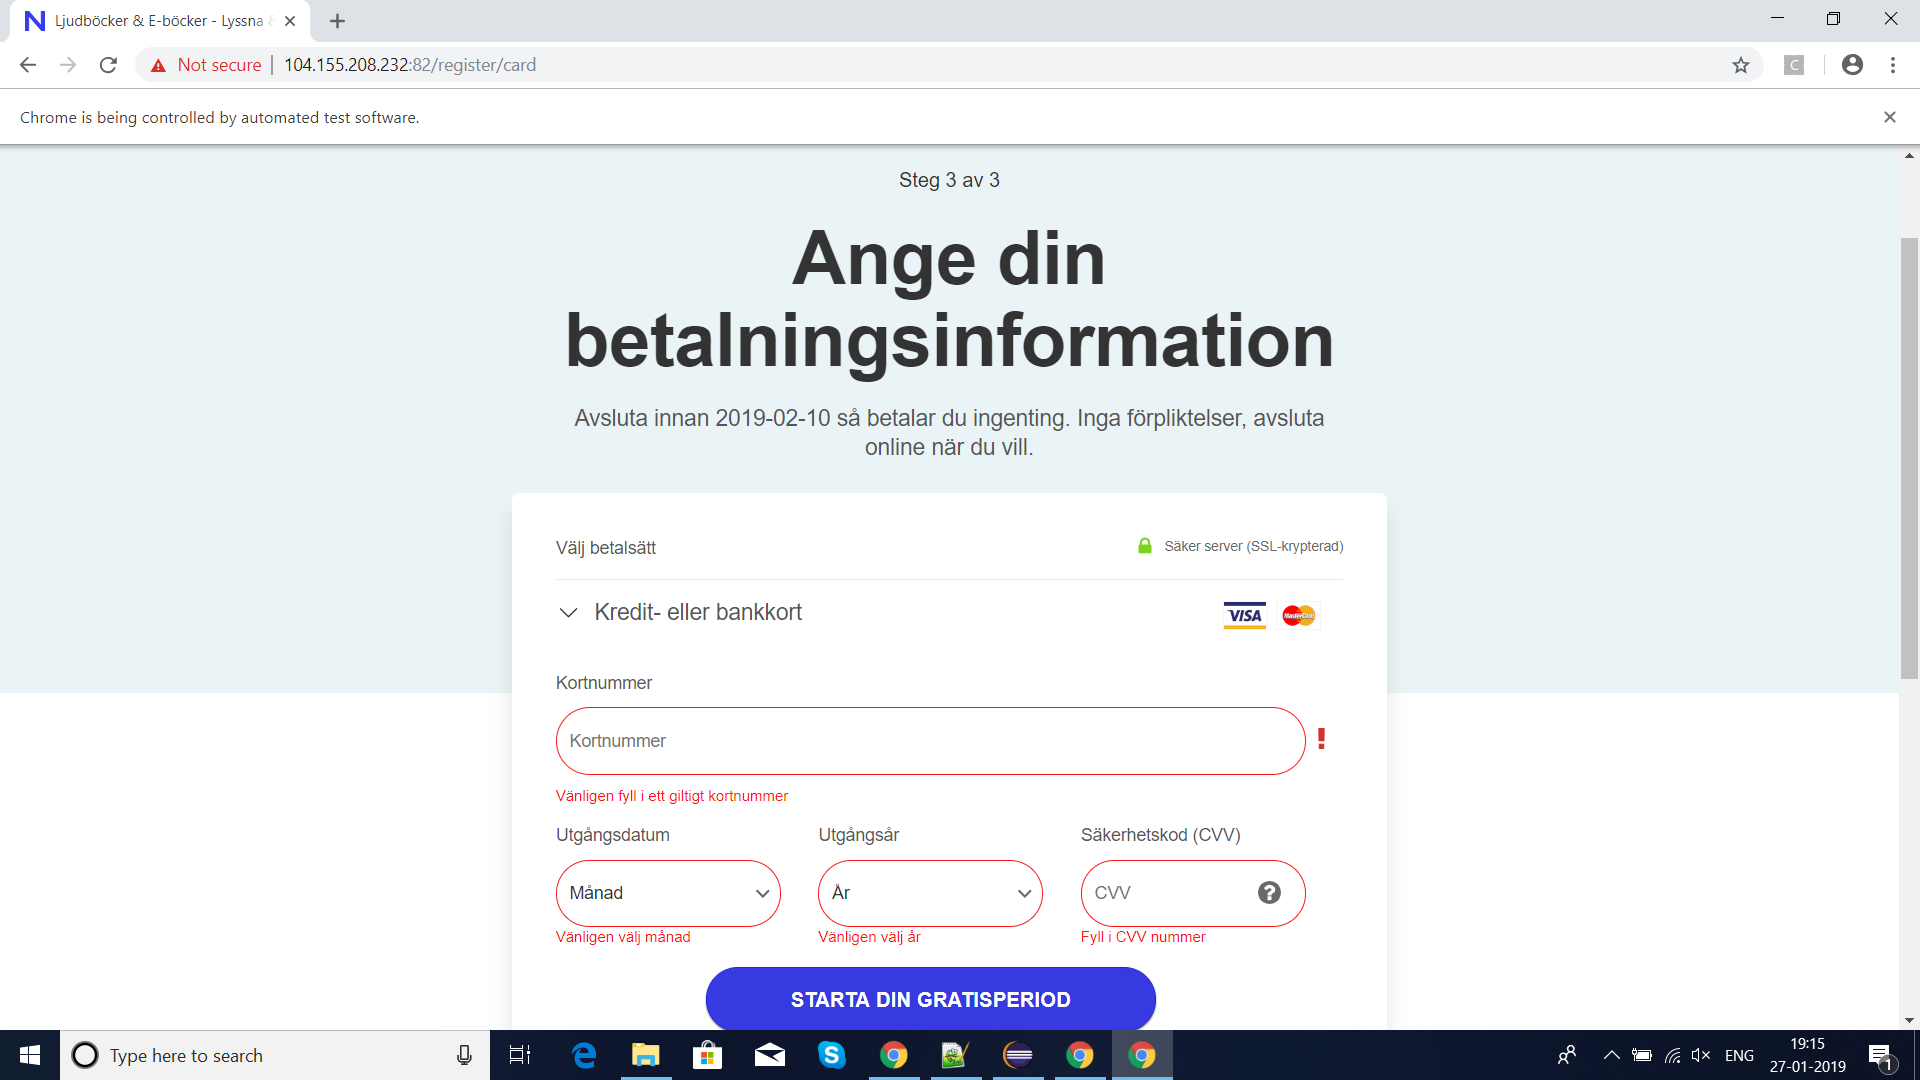 Ljudböcker & E-böcker - Lyssna &
Not secure | 104.155.208.232:82/register/card
C
Chrome is being controlled by automated test software.
Steg 3 av 3
Ange din
betalningsinformation
Avsluta innan 2019-02-10 så betalar du ingenting. Inga förpliktelser, avsluta
online när du vill.
Välj betalsätt
Säker server (SSL-krypterad)
Kredit- eller bankkort
VISA
MasterCard
Kortnummer
Kortnummer
!
Vänligen fyll i ett giltigt kortnummer
Utgångsdatum
Utgångsår
Säkerhetskod (CVV)
Månad
År
CVV
?
Vänligen välj månad
Vänligen välj år
Fyll i CVV nummer
STARTA DIN GRATISPERIOD
Type here to search
ENG
19:15
27-01-2019
1